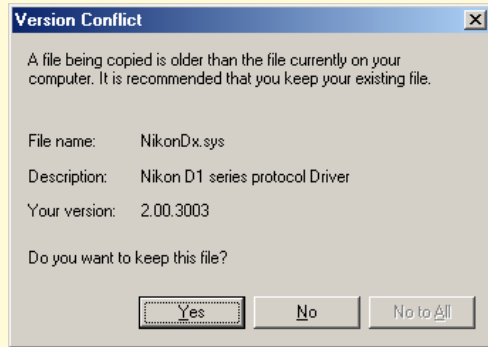 Version Conflict
A file being copied is older than the file currently on your
computer. It is recommended that you keep your existing file.
File name: NikonDx.sys
Description: Nikon D1 series protocol Driver
Your version: 2.00.3003
Do you want to keep this file?
Yes No No to All